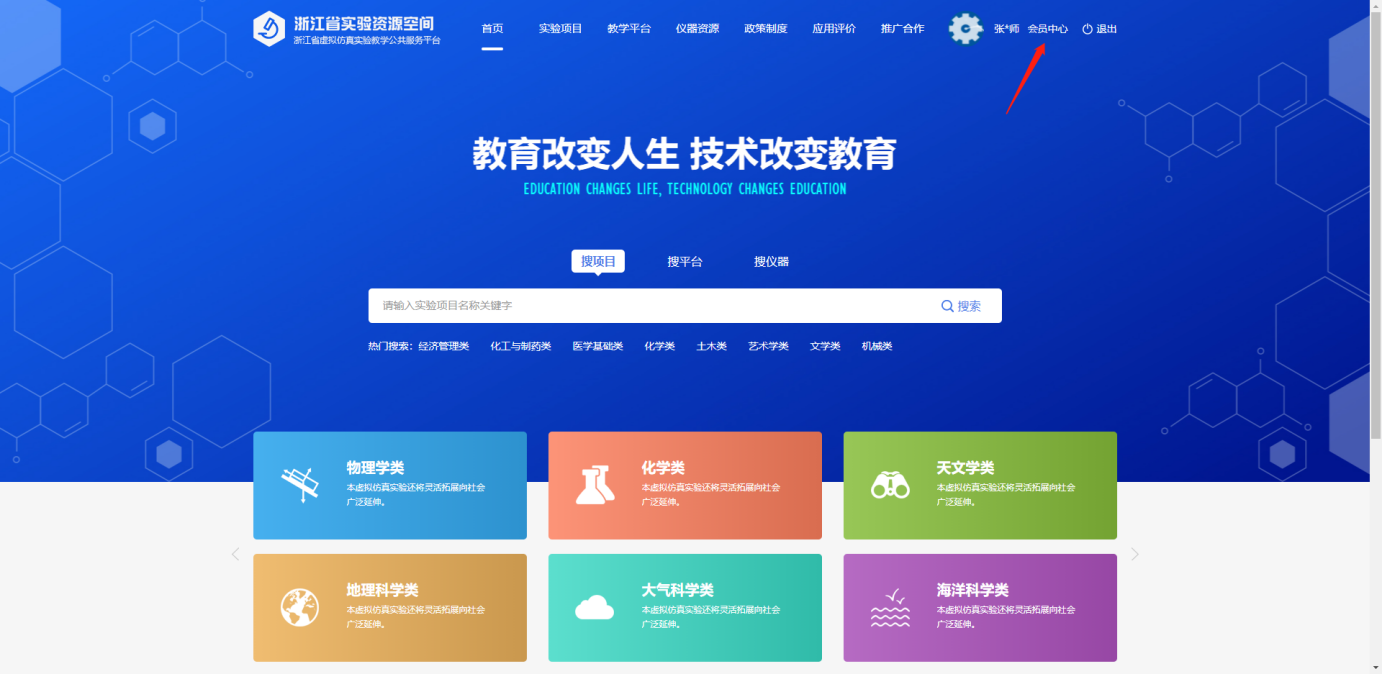 浙江省实验资源空间
浙江省虚拟仿真实验教学公共服务平台
首页 实验项目 教学平台 仪器资源 政策制度 应用评价 推广合作 张*师 会员中心 退出
教育改变人生 技术改变教育
EDUCATION CHANGES LIFE, TECHNOLOGY CHANGES EDUCATION
搜项目 搜平台 搜仪器
请输入实验项目名称关键字 搜索
热门搜索: 经济管理类 化工与制药类 医学基础类 化学类 土木类 艺术学类 文学类 机械类
物理学类
本虚拟仿真实验还将灵活拓展向社会
广泛延伸。
化学类
本虚拟仿真实验还将灵活拓展向社会
广泛延伸。
天文学类
本虚拟仿真实验还将灵活拓展向社会
广泛延伸。
地理科学类
本虚拟仿真实验还将灵活拓展向社会
广泛延伸。
大气科学类
本虚拟仿真实验还将灵活拓展向社会
广泛延伸。
海洋科学类
本虚拟仿真实验还将灵活拓展向社会
广泛延伸。